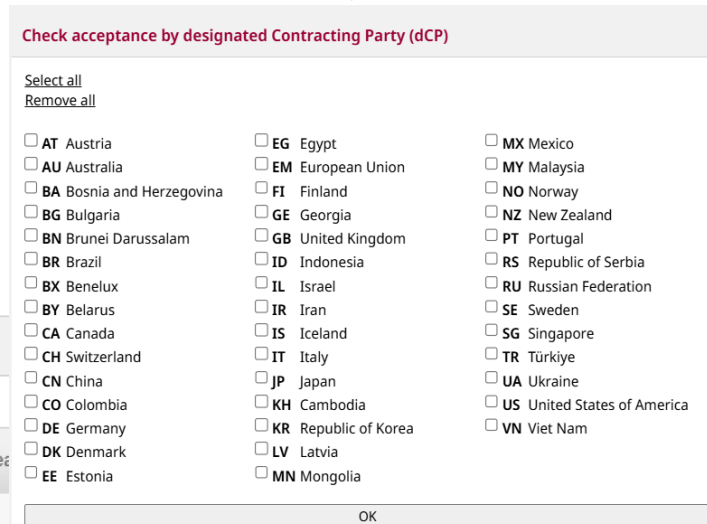 Check acceptance by designated Contracting Party (dCP)
Select all
Remove all
AT Austria
AU Australia
BA Bosnia and Herzegovina
BG Bulgaria
BN Brunei Darussalam
BR Brazil
BX Benelux
BY Belarus
CA Canada
CH Switzerland
CN China
CO Colombia
DE Germany
DK Denmark
EE Estonia
EG Egypt
EM European Union
FI Finland
GE Georgia
GB United Kingdom
ID Indonesia
IL Israel
IR Iran
IS Iceland
IT Italy
JP Japan
KH Cambodia
KR Republic of Korea
LV Latvia
MN Mongolia
MX Mexico
MY Malaysia
NO Norway
NZ New Zealand
PT Portugal
RS Republic of Serbia
RU Russian Federation
SE Sweden
SG Singapore
TR Türkiye
UA Ukraine
US United States of America
VN Viet Nam
OK